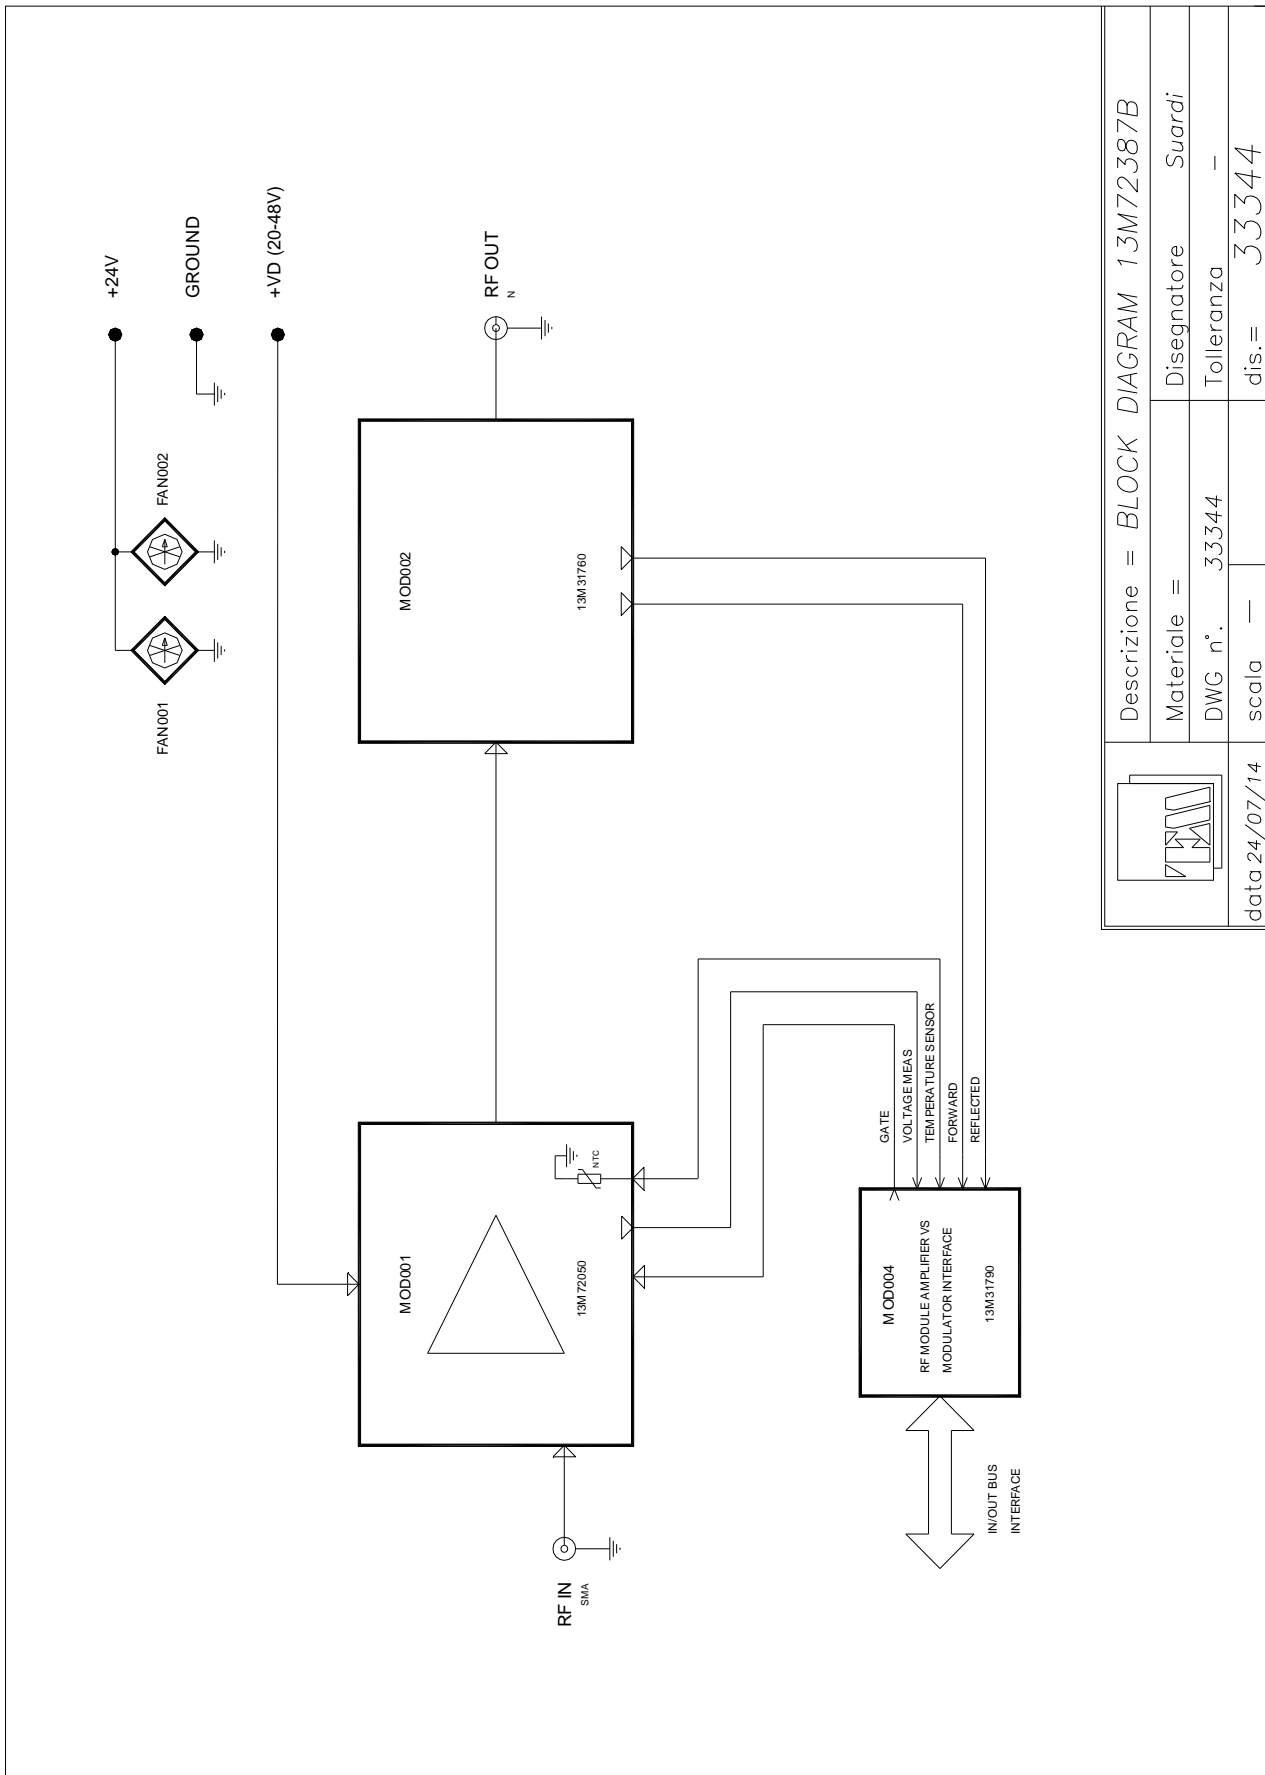 +24V
GROUND
+VD (20-48V)
FAN001
FAN002
RF IN
SMA
MOD001
13M72050
NTC
MOD002
13M31760
RF OUT
N
GATE
VOLTAGE MEAS
TEMPERATURE SENSOR
FORWARD
REFLECTED
MOD004
RF MODULE AMPLIFIER VS
MODULATOR INTERFACE
13M31790
IN/OUT BUS
INTERFACE
Descrizione = BLOCK DIAGRAM 13M72387B
Materiale =
Disegnatore Suardi
DWG n°. 33344
Tolleranza –
data 24/07/14
scala —
dis.= 33344